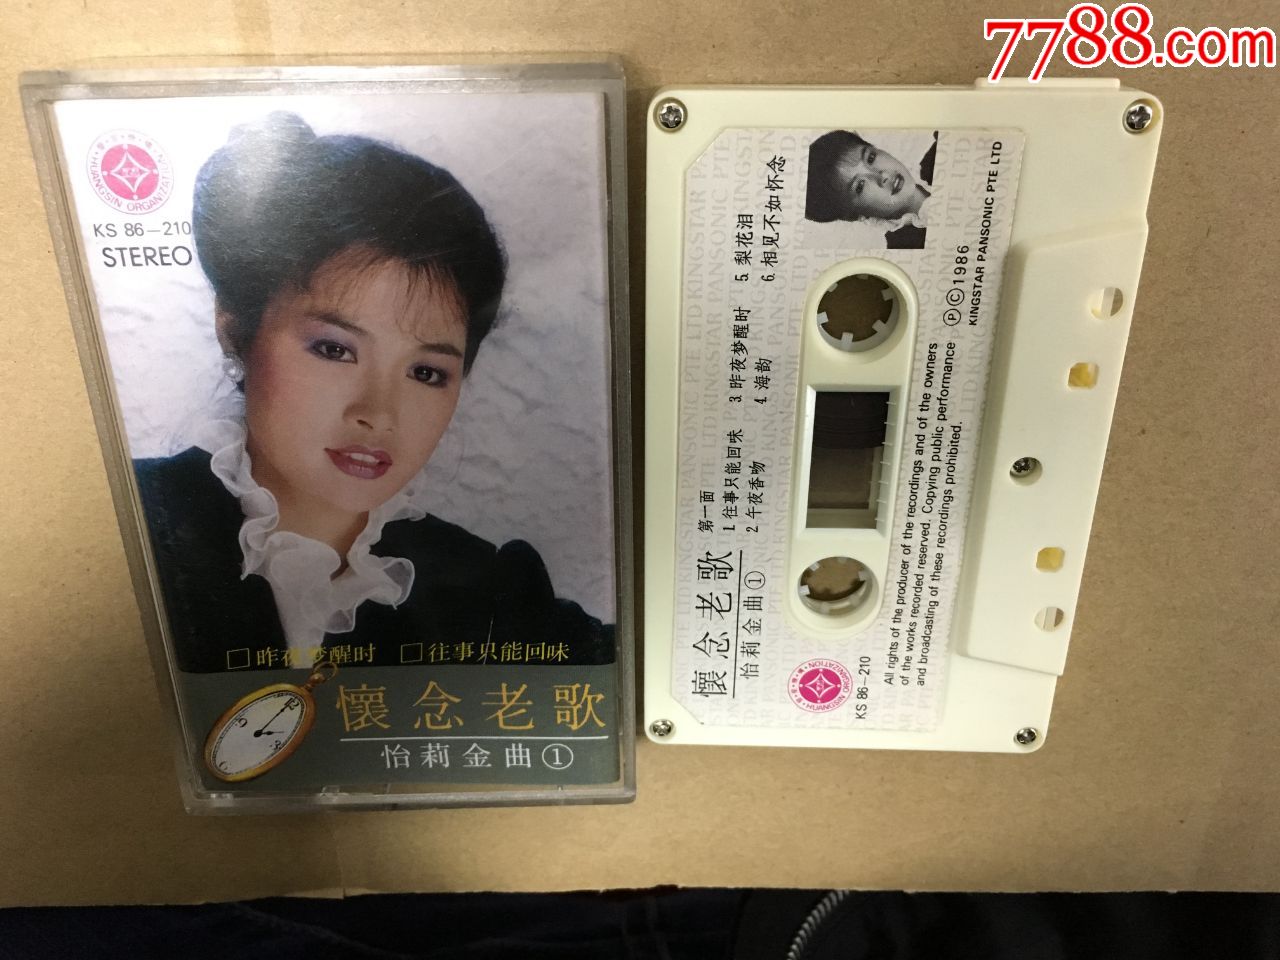 7788.com
HUANGSIN ORGANIZATION
KS 86-210
STEREO
□昨夜梦醒时 □往事只能回味
懷念老歌
怡莉金曲①
懷念老歌
怡莉金曲①
第一面
1. 往事只能回味
2. 午夜香吻
3. 昨夜梦醒时
4. 海韵
5. 梨花泪
6. 相见不如怀念
HUANGSIN ORGANIZATION
KS 86-210
All rights of the producer of the recordings and of the owners
of the works recorded reserved. Copying public performance
and broadcasting of these recordings prohibited.
Ⓟ Ⓒ 1986
KINGSTAR PANSONIC PTE LTD